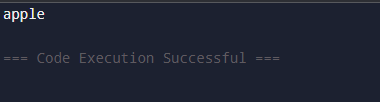 apple
=== Code Execution Successful ===